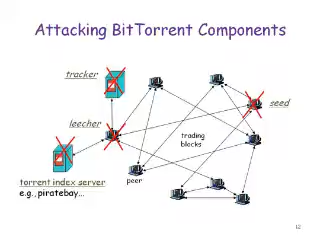 Attacking BitTorrent Components
tracker
seed
leecher
trading
blocks
peer
torrent index server
e.g., piratebay...
12